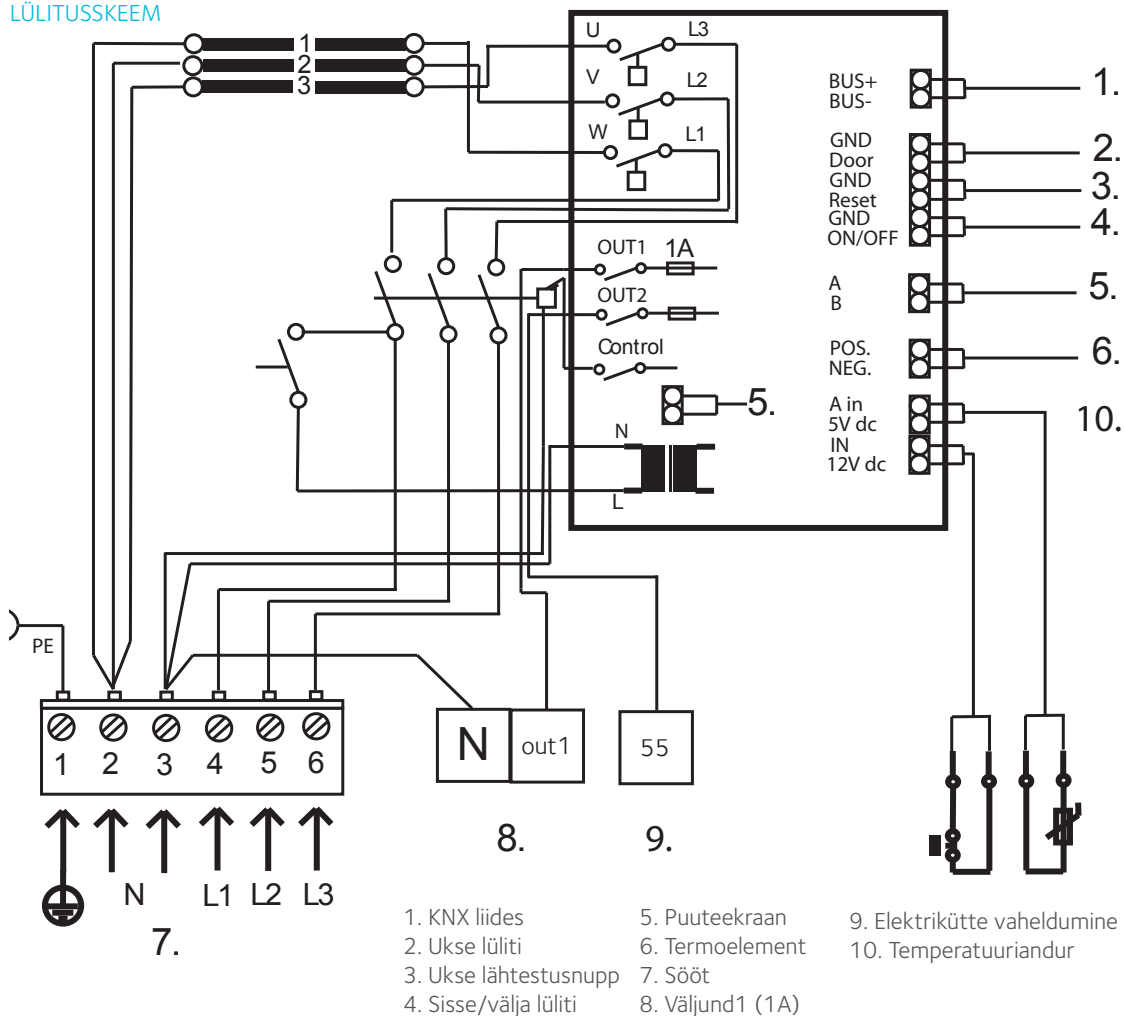 LÜLITUSSKEEM
1
2
3
U
L3
V
L2
W
L1
OUT1
1A
OUT2
Control
5.
N
L
BUS+
BUS-
1.
GND
Door
2.
GND
Reset
3.
GND
ON/OFF
4.
A
B
5.
POS.
NEG.
6.
A in
5V dc
10.
IN
12V dc
PE
1 2 3 4 5 6
N L1 L2 L3
7.
N
out1
8.
55
9.
1. KNX liides
2. Ukse lüliti
3. Ukse lähtestusnupp
4. Sisse/välja lüliti
5. Puuteekraan
6. Termoelement
7. Sööt
8. Väljund1 (1A)
9. Elektrikütte vaheldumine
10. Temperatuuriandur